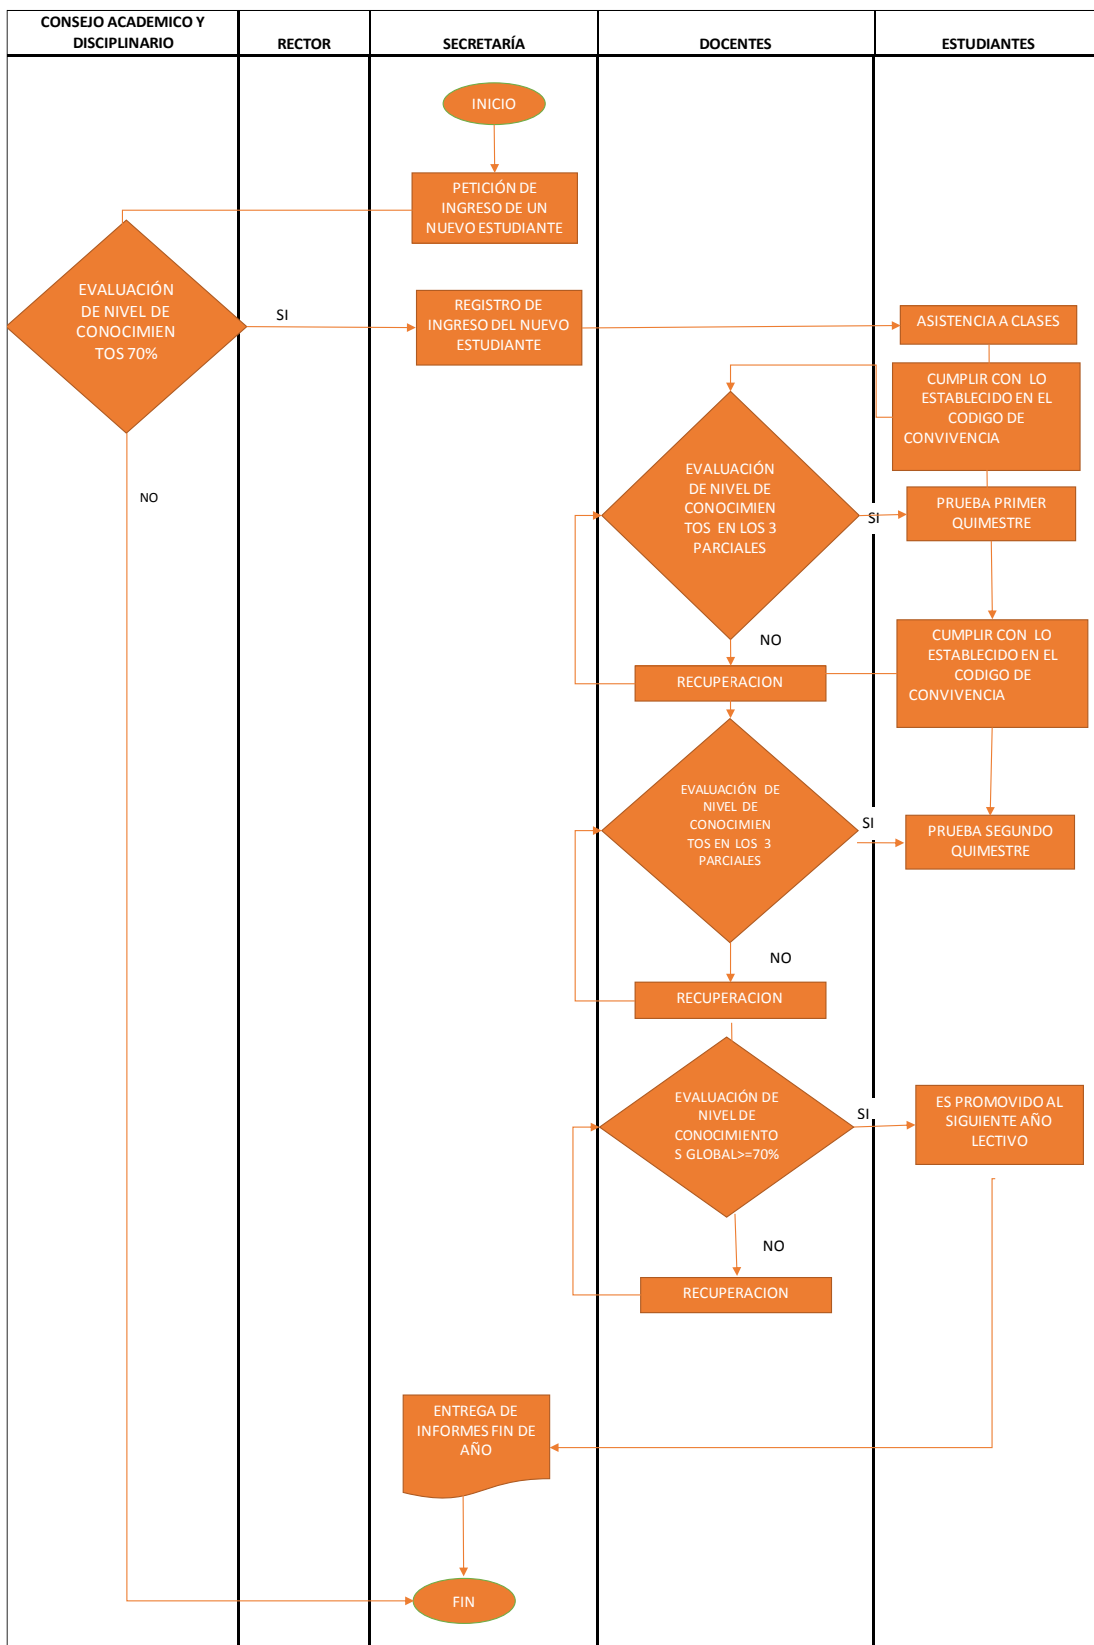 CONSEJO ACADEMICO Y
DISCIPLINARIO
RECTOR
SECRETARÍA
DOCENTES
ESTUDIANTES
INICIO
PETICIÓN DE
INGRESO DE UN
NUEVO ESTUDIANTE
EVALUACIÓN
DE NIVEL DE
CONOCIMIEN
TOS 70%
SI
REGISTRO DE
INGRESO DEL NUEVO
ESTUDIANTE
ASISTENCIA A CLASES
CUMPLIR CON LO
ESTABLECIDO EN EL
CODIGO DE
CONVIVENCIA
NO
EVALUACIÓN
DE NIVEL DE
CONOCIMIEN
TOS EN LOS 3
PARCIALES
SI
PRUEBA PRIMER
QUIMESTRE
NO
RECUPERACION
CUMPLIR CON LO
ESTABLECIDO EN EL
CODIGO DE
CONVIVENCIA
EVALUACIÓN DE
NIVEL DE
CONOCIMIEN
TOS EN LOS 3
PARCIALES
SI
PRUEBA SEGUNDO
QUIMESTRE
NO
RECUPERACION
EVALUACIÓN DE
NIVEL DE
CONOCIMIENTO
S GLOBAL>=70%
SI
ES PROMOVIDO AL
SIGUIENTE AÑO
LECTIVO
NO
RECUPERACION
ENTREGA DE
INFORMES FIN DE
AÑO
FIN